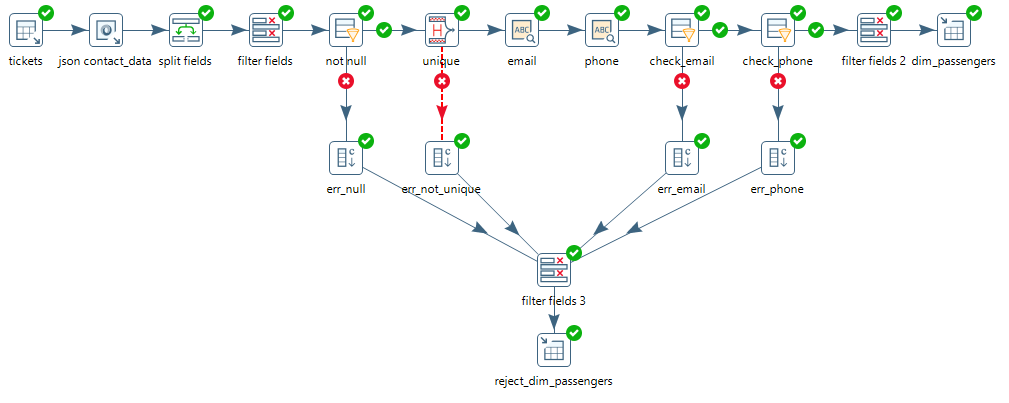 tickets
json contact_data
split fields
filter fields
not null
unique
email
phone
check_email
check_phone
filter fields 2
dim_passengers
err_null
err_not_unique
err_email
err_phone
filter fields 3
reject_dim_passengers